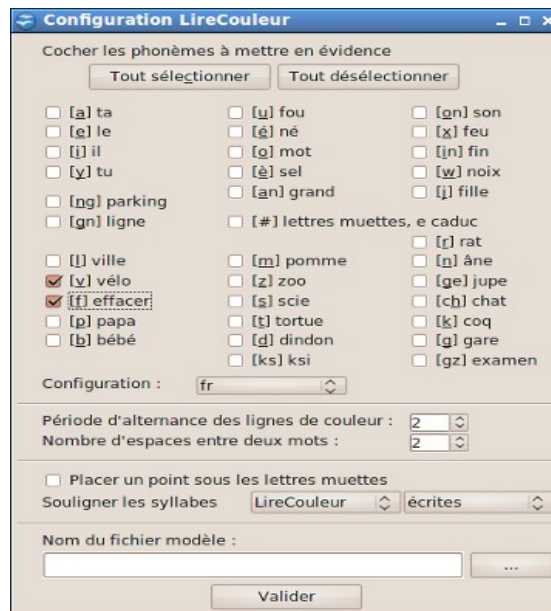 Configuration LireCouleur
Cocher les phonèmes à mettre en évidence
Tout sélectionner Tout désélectionner
[a] ta [u] fou [on] son
[e] le [é] né [x] feu
[i] il [o] mot [in] fin
[y] tu [è] sel [w] noix
[an] grand [j] fille
[ng] parking
[gn] ligne [#] lettres muettes, e caduc
[r] rat
[l] ville [m] pomme [n] âne
[v] vélo [z] zoo [ge] jupe
[f] effacer [s] scie [ch] chat
[p] papa [t] tortue [k] coq
[b] bébé [d] dindon [g] gare
[ks] ksi [gz] examen
Configuration : fr
Période d'alternance des lignes de couleur : 2
Nombre d'espaces entre deux mots : 2
Placer un point sous les lettres muettes
Souligner les syllabes LireCouleur écrites
Nom du fichier modèle :
...
Valider